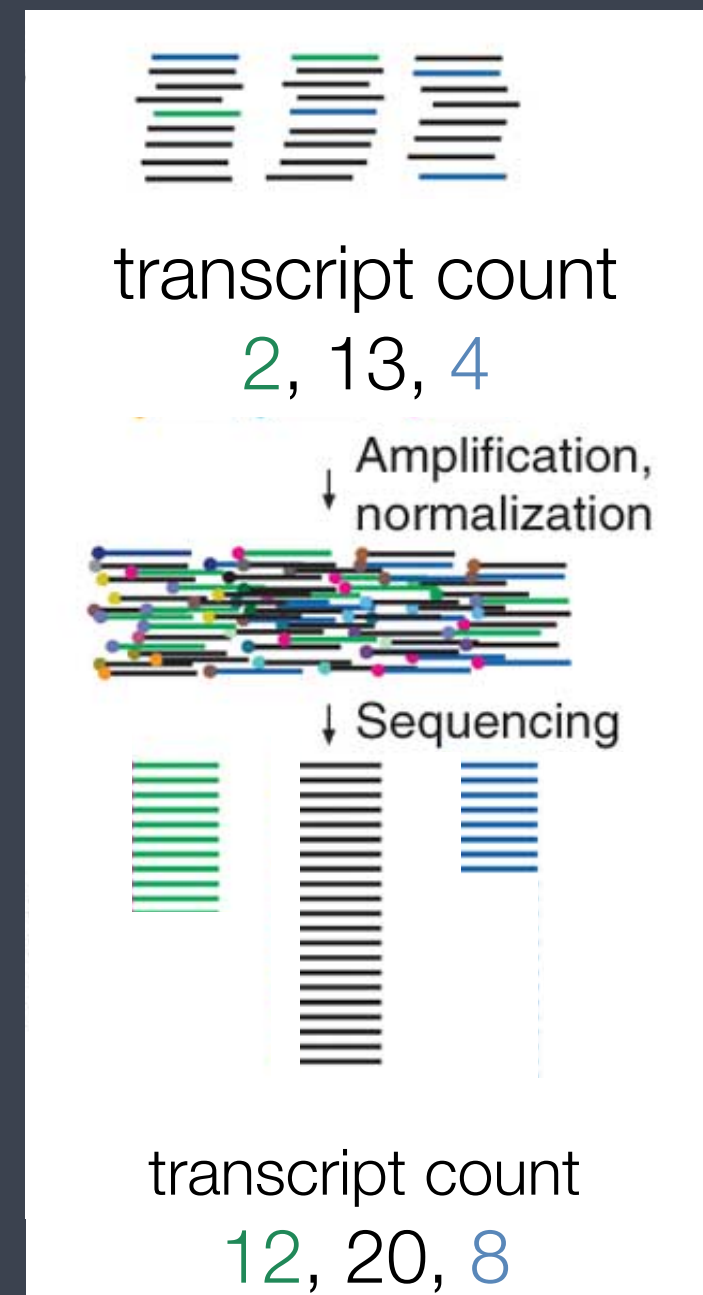 transcript count
2, 13, 4
Amplification,
normalization
Sequencing
transcript count
12, 20, 8